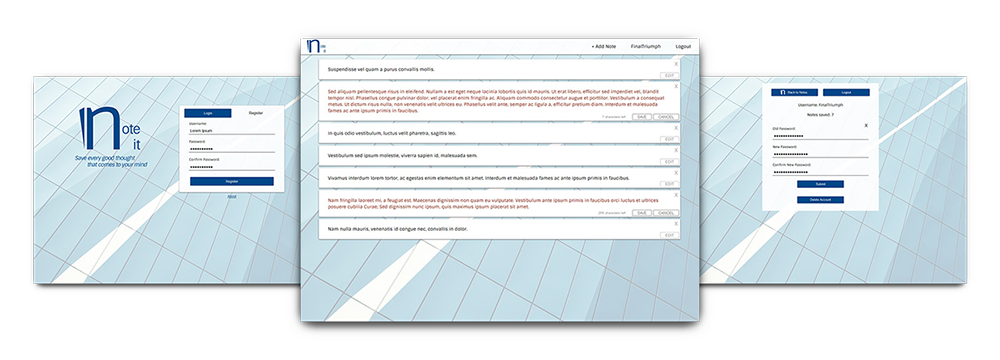 note it
Save every good thought
that comes to your mind
Login Register
Username
Lorem Ipsum
Password
Confirm Password
Register
note it
+ Add Note FinalTriumph Logout
Suspendisse vel quam a purus convallis mollis.
X
EDIT
Sed aliquam pellentesque risus in eleifend. Nullam a est eget neque lacinia lobortis quis id mauris. Ut erat libero, efficitur sed imperdiet vel, blandit
tempor nisl. Phasellus congue pulvinar dolor, vel placerat enim fringilla ac. Aliquam commodo consectetur augue et porttitor. Vestibulum a consequat
metus. Ut dictum risus nulla, non venenatis velit ultrices eu. Phasellus velit ante, semper ac ligula a, efficitur pretium diam. Interdum et malesuada
fames ac ante ipsum primis in faucibus.
X
7 characters left SAVE CANCEL
In quis odio vestibulum, luctus velit pharetra, sagittis leo.
X
EDIT
Vestibulum sed ipsum molestie, viverra sapien id, malesuada sem.
X
EDIT
Vivamus interdum lorem tortor, ac egestas enim elementum sit amet. Interdum et malesuada fames ac ante ipsum primis in faucibus.
X
EDIT
Nam fringilla laoreet mi, a feugiat est. Maecenas dignissim non quam eu vulputate. Vestibulum ante ipsum primis in faucibus orci luctus et ultrices
posuere cubilia Curae; Sed dignissim nunc ipsum, quis maximus ipsum placerat sit amet.
X
characters left SAVE CANCEL
Nam nulla mauris, venenatis id congue nec, convallis in dolor.
X
EDIT
Back to Notes Logout
Username: FinalTriumph
Notes saved: 7
X
Old Password
New Password
Confirm New Password
Submit
Delete Account